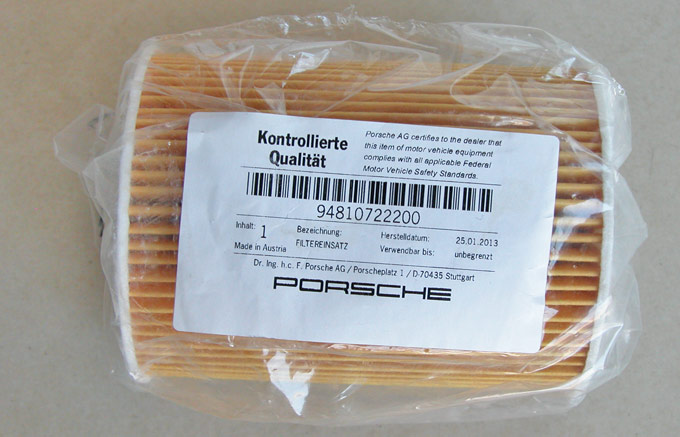 Kontrollierte
Qualität
Porsche AG certifies to the dealer that
this item of motor vehicle equipment
complies with all applicable Federal
Motor Vehicle Safety Standards.
94810722200
Inhalt: 1 Bezeichnung: Herstelldatum: 25.01.2013
Made in Austria FILTEREINSATZ Verwendbar bis: unbegrenzt
Dr. Ing. h.c. F. Porsche AG / Porscheplatz 1 / D-70435 Stuttgart
PORSCHE